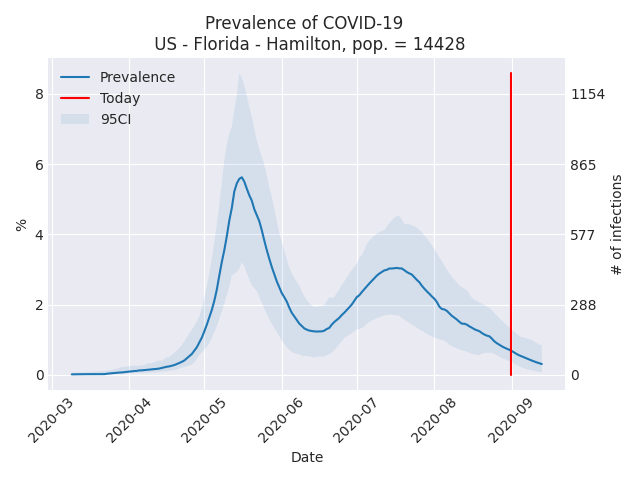 Prevalence of COVID-19
US - Florida - Hamilton, pop. = 14428
Prevalence
Today
95CI
8
6
4
2
0
%
1154
865
577
288
0
# of infections
2020-03
2020-04
2020-05
2020-06
2020-07
2020-08
2020-09
Date